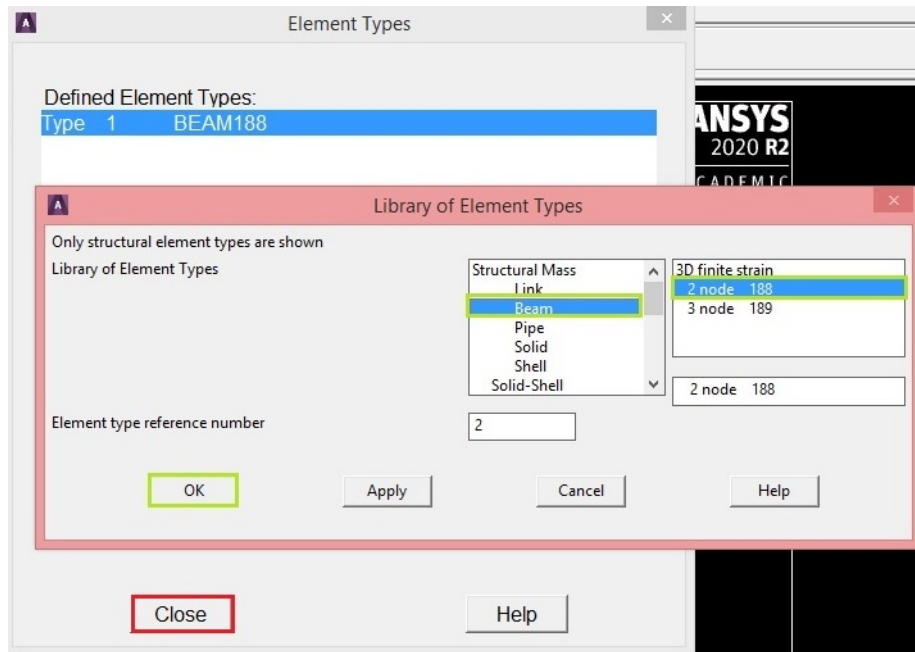 Element Types
Defined Element Types:
Type 1 BEAM188
ANSYS
2020 R2
ACADEMIC
Library of Element Types
Only structural element types are shown
Library of Element Types
Structural Mass
Link
Beam
Pipe
Solid
Shell
Solid-Shell
3D finite strain
2 node 188
3 node 189
2 node 188
Element type reference number
2
OK Apply Cancel Help
Close Help